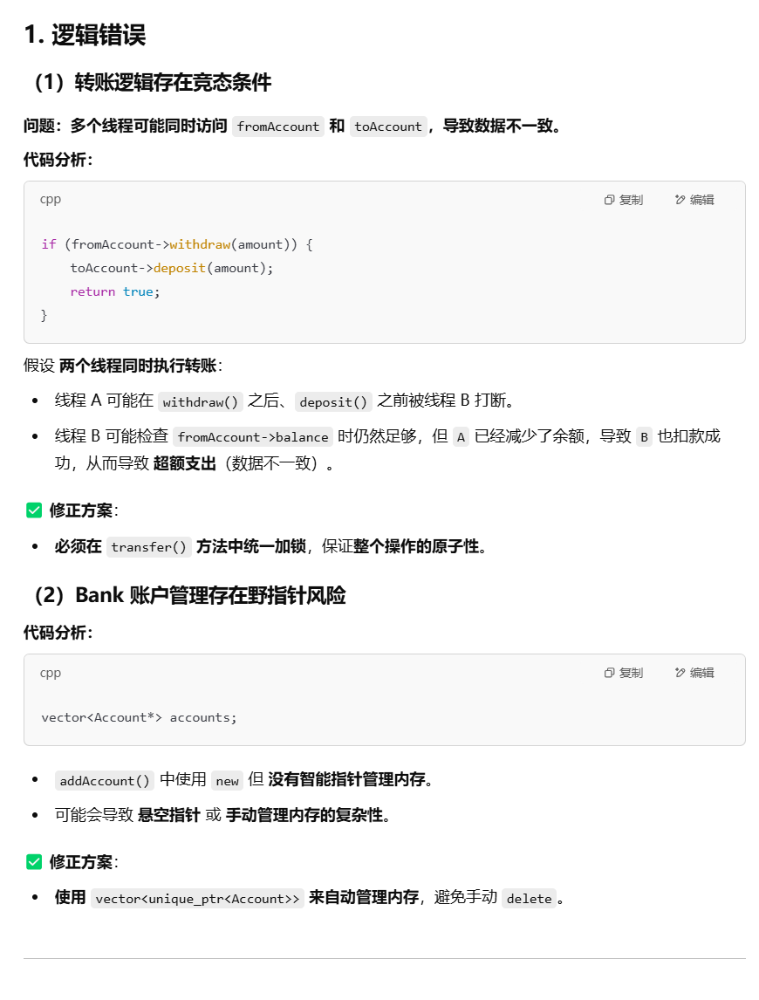 1. 逻辑错误
（1）转账逻辑存在竞态条件
问题：多个线程可能同时访问 fromAccount 和 toAccount，导致数据不一致。
代码分析：
cpp 复制 编辑
if (fromAccount->withdraw(amount)) {
    toAccount->deposit(amount);
    return true;
}
假设 两个线程同时执行转账：
• 线程 A 可能在 withdraw() 之后、deposit() 之前被线程 B 打断。
• 线程 B 可能检查 fromAccount->balance 时仍然足够，但 A 已经减少了余额，导致 B 也扣款成
功，从而导致 超额支出（数据不一致）。
✅ 修正方案：
• 必须在 transfer() 方法中统一加锁，保证整个操作的原子性。
（2）Bank 账户管理存在野指针风险
代码分析：
cpp 复制 编辑
vector<Account*> accounts;
• addAccount() 中使用 new 但 没有智能指针管理内存。
• 可能会导致 悬空指针 或 手动管理内存的复杂性。
✅ 修正方案：
• 使用 vector<unique_ptr<Account>> 来自动管理内存，避免手动 delete。